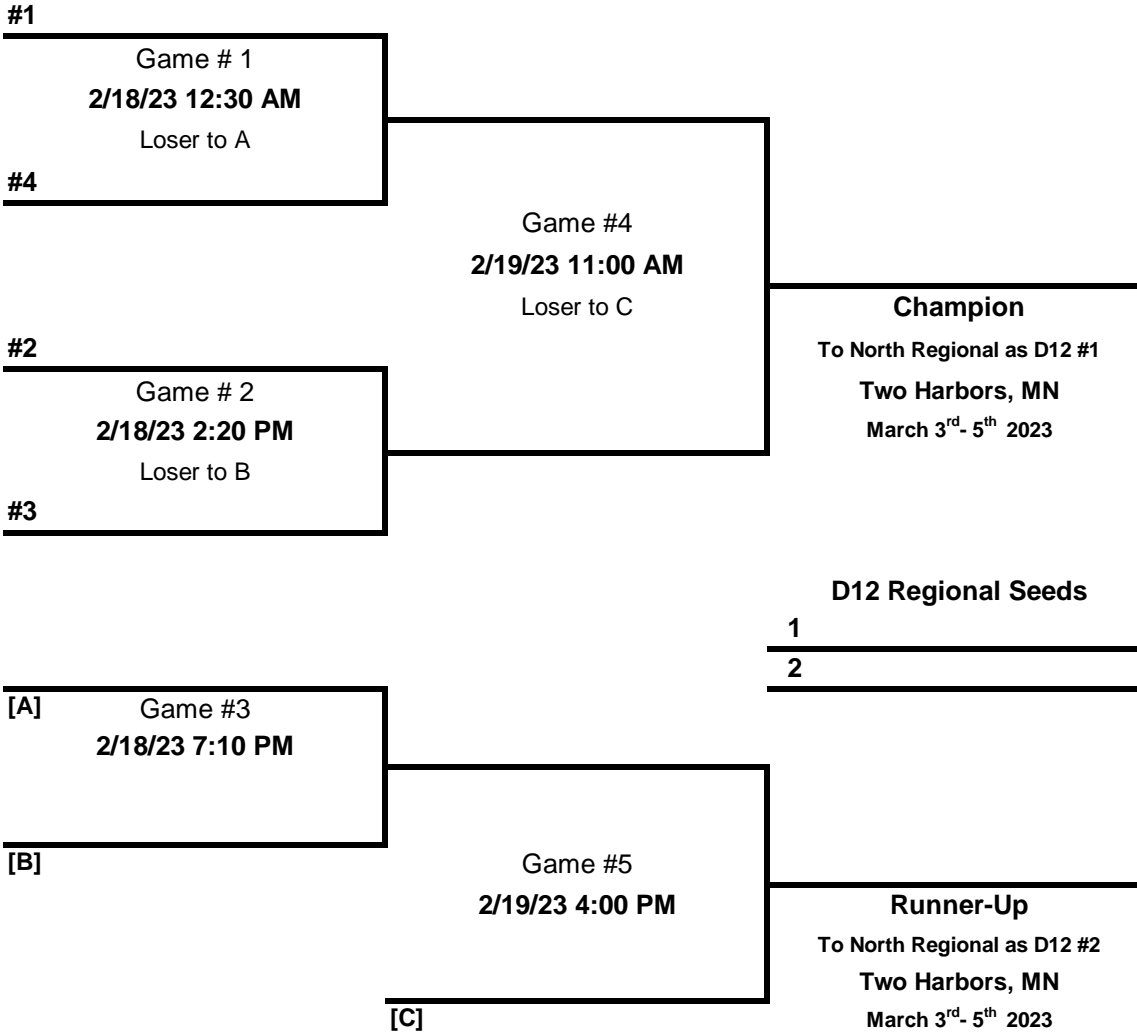 #1
Game # 1
2/18/23 12:30 AM
Loser to A
#4
Game #4
2/19/23 11:00 AM
Loser to C
Champion
To North Regional as D12 #1
Two Harbors, MN
March 3rd- 5th 2023
#2
Game # 2
2/18/23 2:20 PM
Loser to B
#3
D12 Regional Seeds
1
2
[A]
Game #3
2/18/23 7:10 PM
[B]
Game #5
2/19/23 4:00 PM
[C]
Runner-Up
To North Regional as D12 #2
Two Harbors, MN
March 3rd- 5th 2023